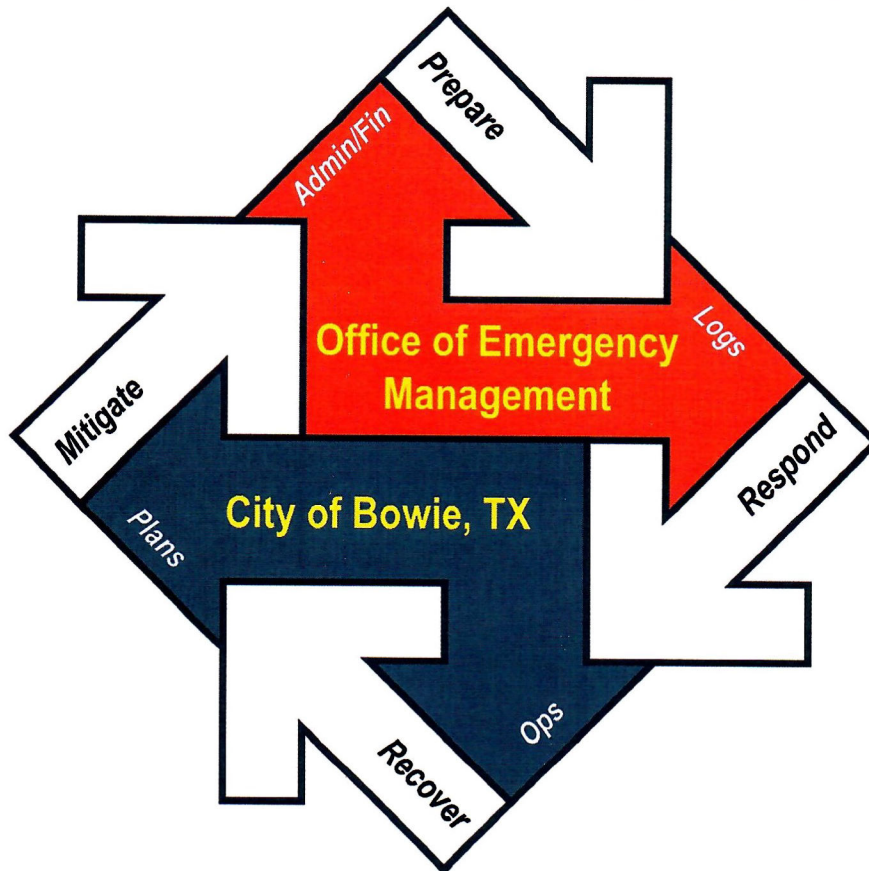 Prepare
Admin/Fin
Logs
Office of Emergency
Management
Mitigate
Respond
City of Bowie, TX
Plans
Ops
Recover